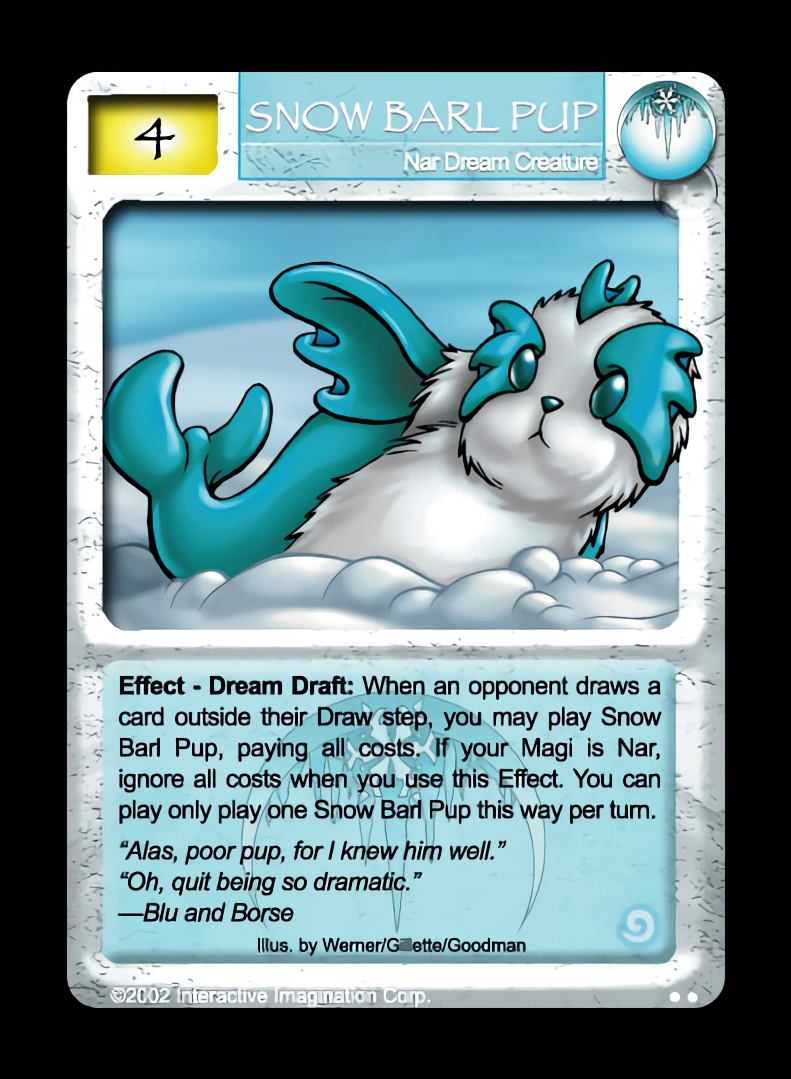 4
SNOW BARL PUP
Nar Dream Creature
Effect - Dream Draft: When an opponent draws a
card outside their Draw step, you may play Snow
Barl Pup, paying all costs. If your Magi is Nar,
ignore all costs when you use this Effect. You can
play only play one Snow Barl Pup this way per turn.
“Alas, poor pup, for I knew him well.”
“Oh, quit being so dramatic.”
—Blu and Borse
Illus. by Goodman
©2002 Interactive Imagination Corp.